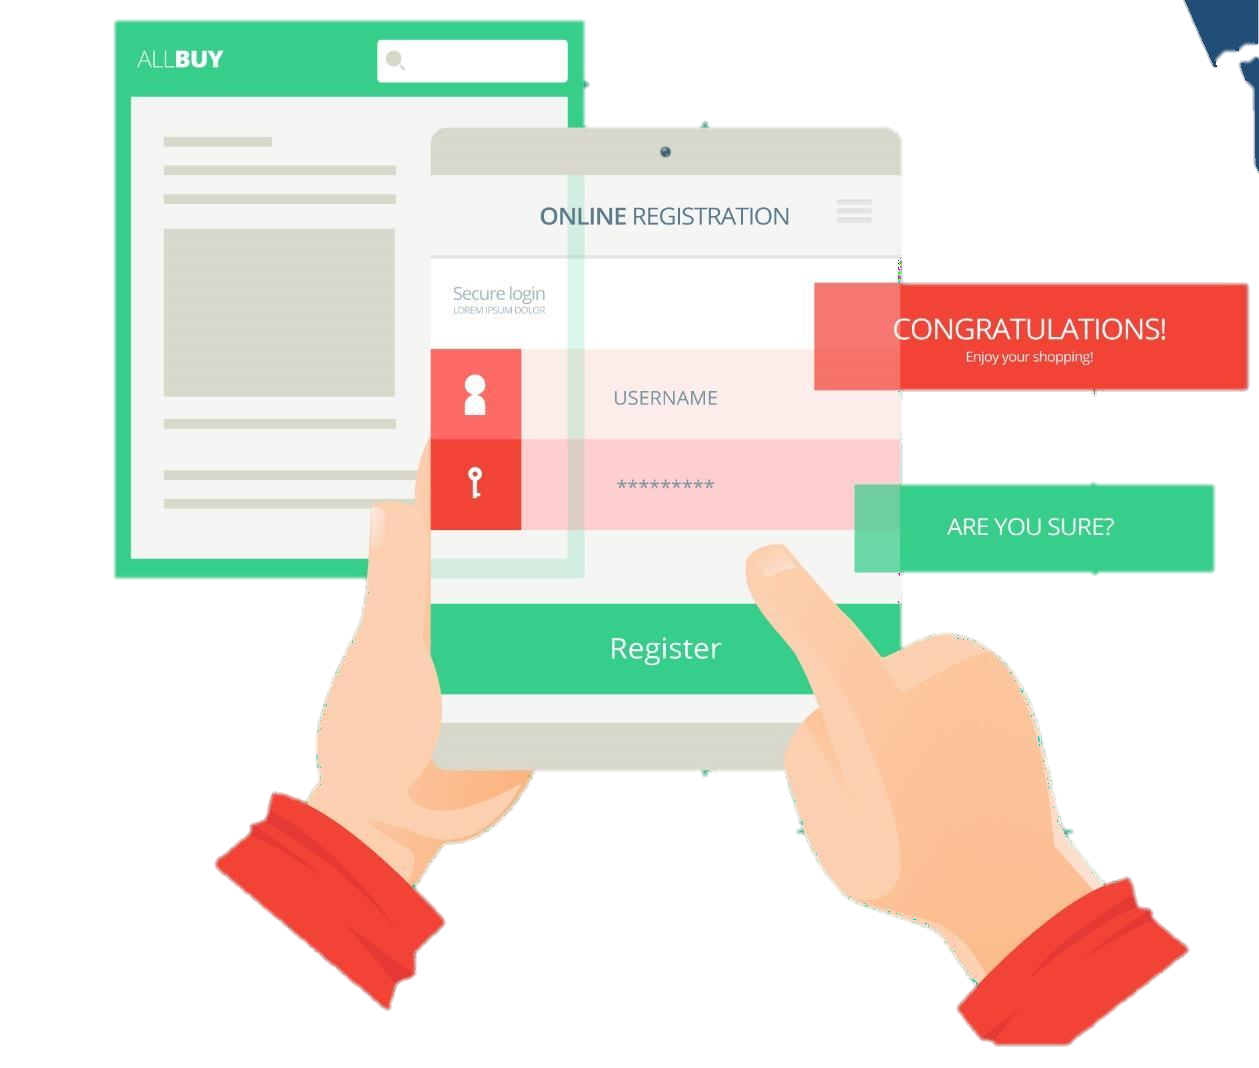 ALLBUY
ONLINE REGISTRATION
Secure login
LOREM IPSUM DOLOR
CONGRATULATIONS!
Enjoy your shopping!
USERNAME
*********
ARE YOU SURE?
Register